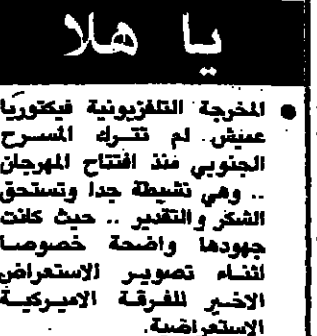 يا هلا
● المخرجة التلفزيونية فيكتوريا
عميش لم تترك المسرح
الجنوبي منذ افتتاح المهرجان
.. وهي نشيطة جدا وتستحق
الشكر والتقدير .. حيث كانت
جهودها واضحة خصوصا
اثناء تصوير الاستعراض
الاخير للفرقة الاميركية
الاستعراضية.